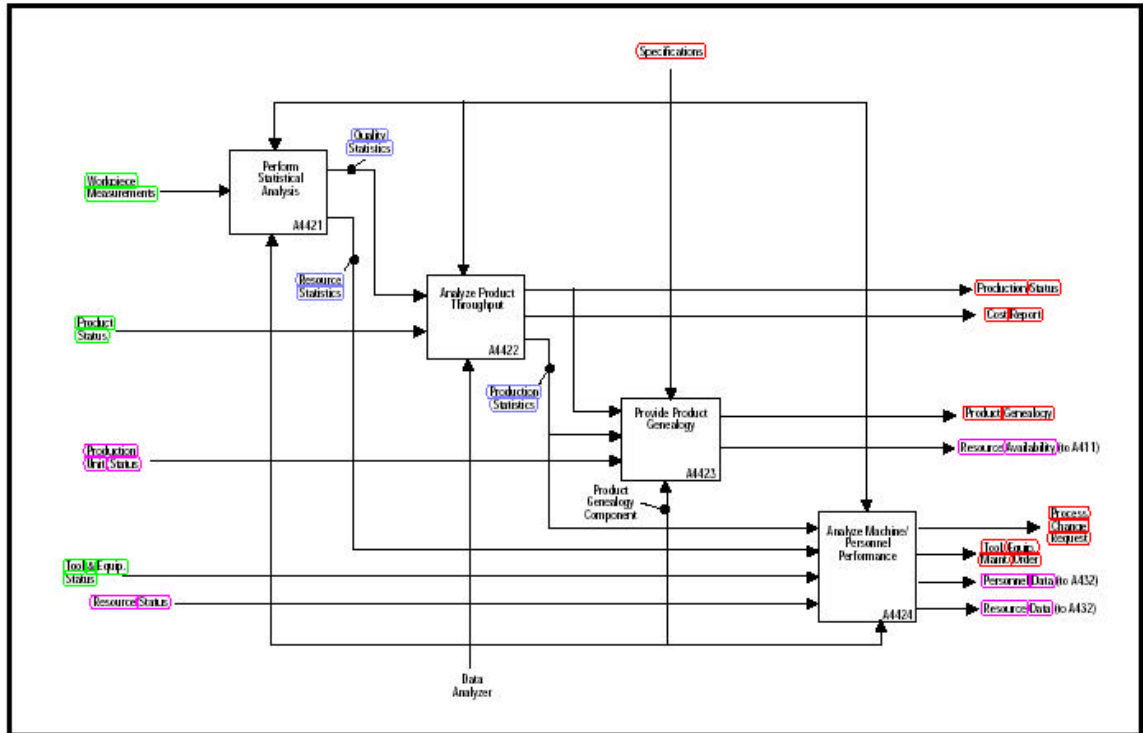 Specifications
Quality
Statistics
Perform
Statistical
Analysis
A4421
Workpiece
Measurements
Resource
Statistics
Analyze Product
Throughput
A4422
Production Status
Cost Report
Product
Status
Production
Statistics
Provide Product
Genealogy
A4423
Product Genealogy
Resource Availability (to A411)
Production
Unit Status
Product
Genealogy
Component
Analyze Machine/
Personnel
Performance
A4424
Process
Change
Request
Tool Equip.
Maint. Order
Personnel Data (to A432)
Resource Data (to A432)
Tool & Equip.
Status
Resource Status
Data
Analyzer